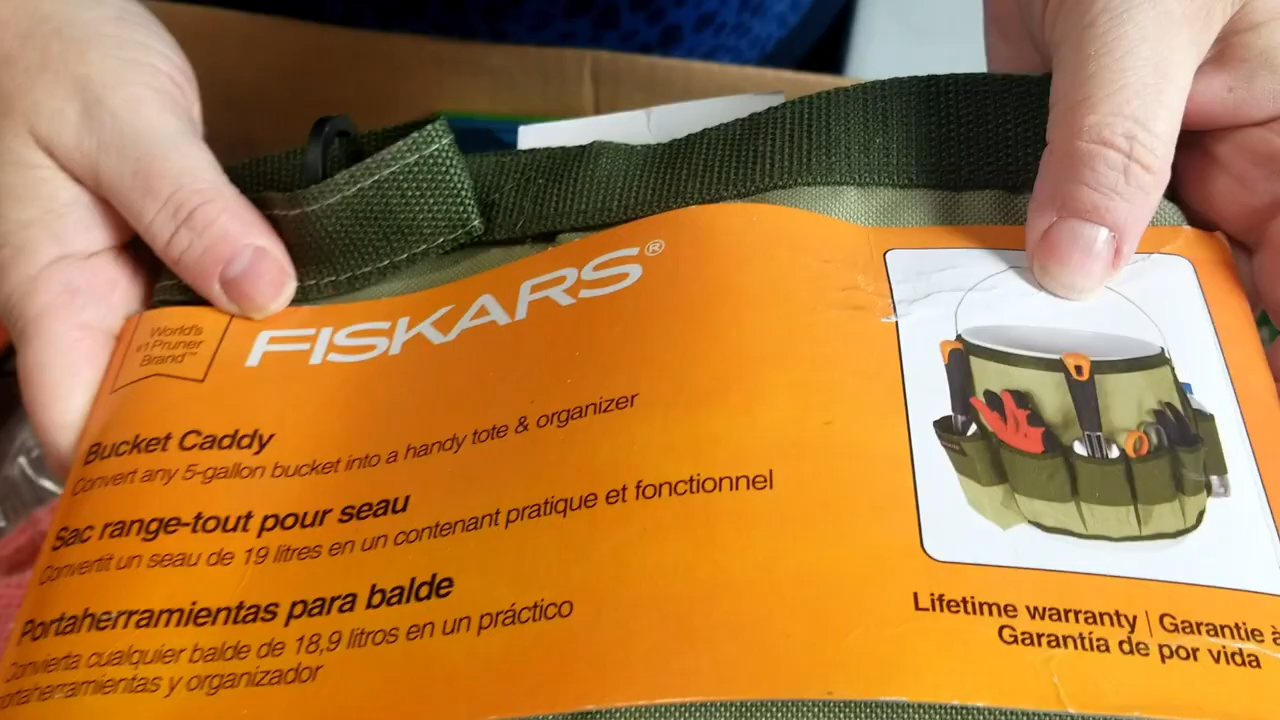 World's
#1 Pruner
Brand™
FISKARS®
Bucket Caddy
Convert any 5-gallon bucket into a handy tote & organizer
Sac range-tout pour seau
Convertit un seau de 19 litres en un contenant pratique et fonctionnel
Portaherramientas para balde
Convierta cualquier balde de 18,9 litros en un práctico
portaherramientas y organizador
Lifetime warranty | Garantie à
Garantía de por vida